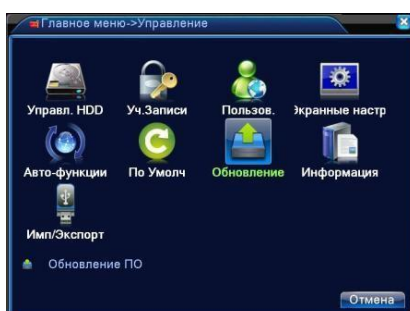 Главное меню->Управление
Управл. HDD Уч.Записи Пользов. Экранные настр
Авто-функции По Умолч Обновление Информация
Имп/Экспорт
Обновление ПО
Отмена